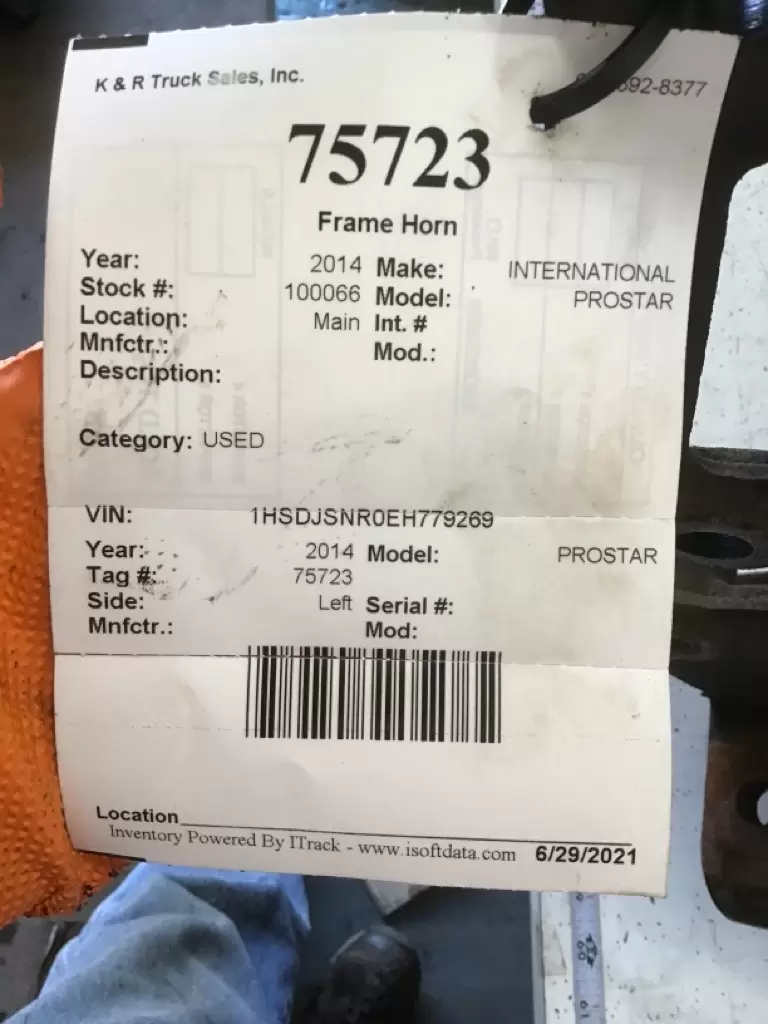 K & R Truck Sales, Inc.
692-8377
75723
Frame Horn
Year: 2014 Make: INTERNATIONAL
Stock #: 100066 Model: PROSTAR
Location: Main Int. #
Mnfctr.: Mod.:
Description:
Category: USED
VIN: 1HSDJSNR0EH779269
Year: 2014 Model: PROSTAR
Tag #: 75723
Side: Left Serial #:
Mnfctr.: Mod:
Location
Inventory Powered By ITrack - www.isoftdata.com 6/29/2021